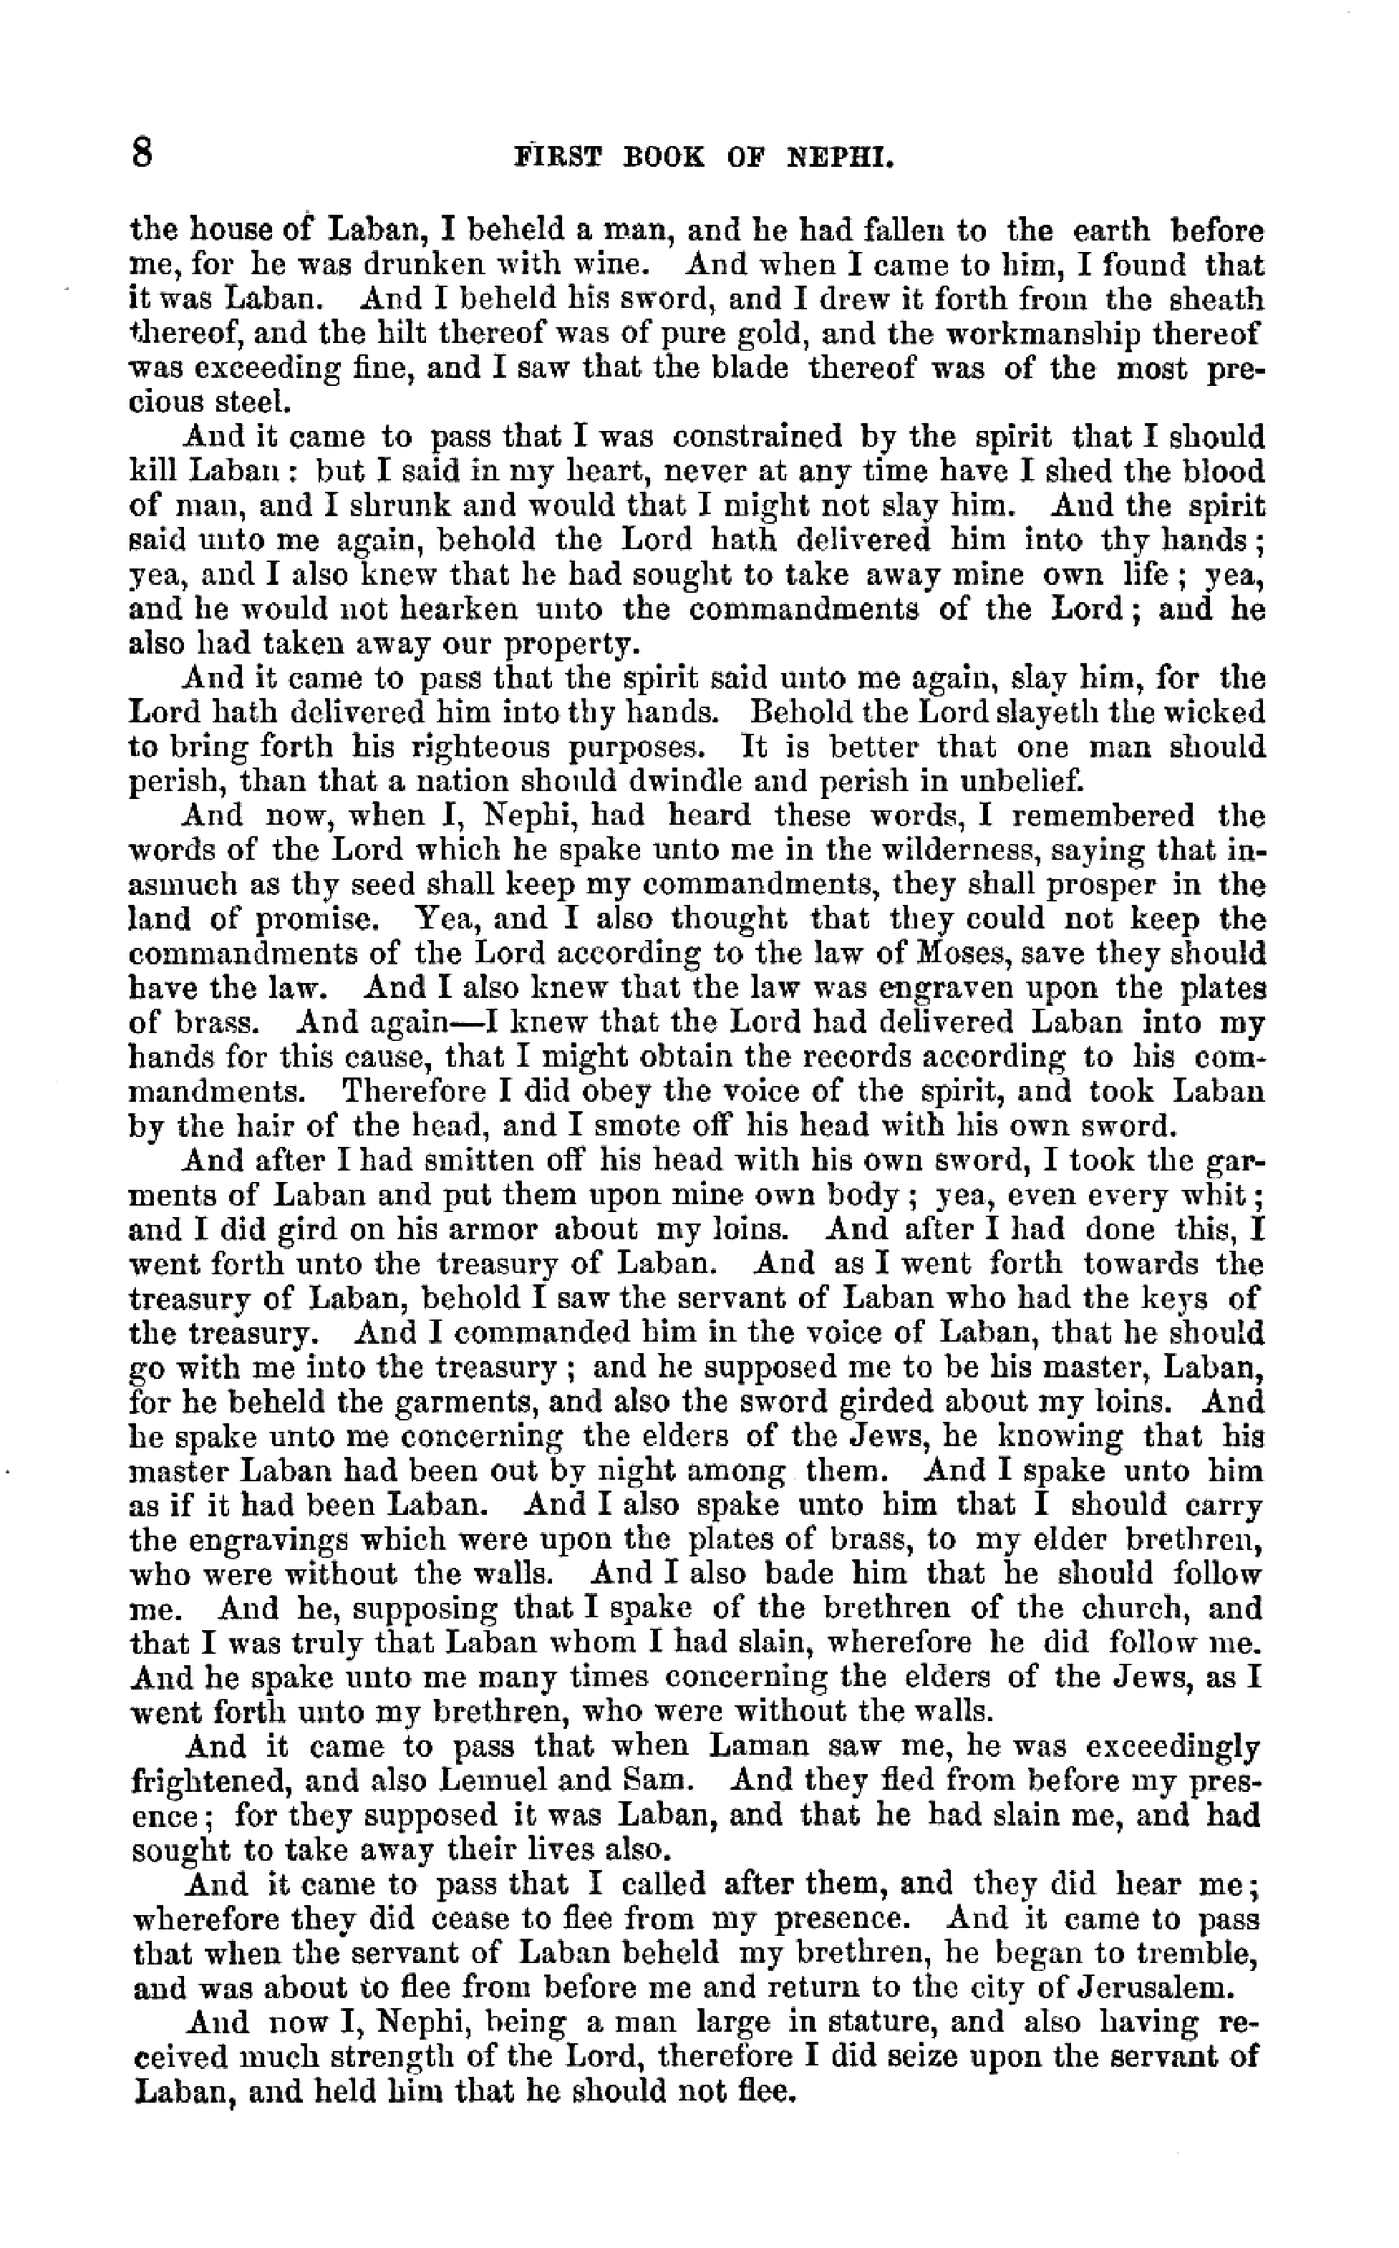 8 FIRST BOOK OF NEPHI.
the house of Laban, I beheld a man, and he had fallen to the earth before
me, for he was drunken with wine. And when I came to him, I found that
it was Laban. And I beheld his sword, and I drew it forth from the sheath
thereof, and the hilt thereof was of pure gold, and the workmanship thereof
was exceeding fine, and I saw that the blade thereof was of the most pre-
cious steel.
And it came to pass that I was constrained by the spirit that I should
kill Laban : but I said in my heart, never at any time have I shed the blood
of man, and I shrunk and would that I might not slay him. And the spirit
said unto me again, behold the Lord hath delivered him into thy hands ;
yea, and I also knew that he had sought to take away mine own life ; yea,
and he would not hearken unto the commandments of the Lord ; and he
also had taken away our property.
And it came to pass that the spirit said unto me again, slay him, for the
Lord hath delivered him into thy hands. Behold the Lord slayeth the wicked
to bring forth his righteous purposes. It is better that one man should
perish, than that a nation should dwindle and perish in unbelief.
And now, when I, Nephi, had heard these words, I remembered the
words of the Lord which he spake unto me in the wilderness, saying that in-
asmuch as thy seed shall keep my commandments, they shall prosper in the
land of promise. Yea, and I also thought that they could not keep the
commandments of the Lord according to the law of Moses, save they should
have the law. And I also knew that the law was engraven upon the plates
of brass. And again—I knew that the Lord had delivered Laban into my
hands for this cause, that I might obtain the records according to his com-
mandments. Therefore I did obey the voice of the spirit, and took Laban
by the hair of the head, and I smote off his head with his own sword.
And after I had smitten off his head with his own sword, I took the gar-
ments of Laban and put them upon mine own body ; yea, even every whit ;
and I did gird on his armor about my loins. And after I had done this, I
went forth unto the treasury of Laban. And as I went forth towards the
treasury of Laban, behold I saw the servant of Laban who had the keys of
the treasury. And I commanded him in the voice of Laban, that he should
go with me into the treasury ; and he supposed me to be his master, Laban,
for he beheld the garments, and also the sword girded about my loins. And
he spake unto me concerning the elders of the Jews, he knowing that his
master Laban had been out by night among them. And I spake unto him
as if it had been Laban. And I also spake unto him that I should carry
the engravings which were upon the plates of brass, to my elder brethren,
who were without the walls. And I also bade him that he should follow
me. And he, supposing that I spake of the brethren of the church, and
that I was truly that Laban whom I had slain, wherefore he did follow me.
And he spake unto me many times concerning the elders of the Jews, as I
went forth unto my brethren, who were without the walls.
And it came to pass that when Laman saw me, he was exceedingly
frightened, and also Lemuel and Sam. And they fled from before my pres-
ence ; for they supposed it was Laban, and that he had slain me, and had
sought to take away their lives also.
And it came to pass that I called after them, and they did hear me ;
wherefore they did cease to flee from my presence. And it came to pass
that when the servant of Laban beheld my brethren, he began to tremble,
and was about to flee from before me and return to the city of Jerusalem.
And now I, Nephi, being a man large in stature, and also having re-
ceived much strength of the Lord, therefore I did seize upon the servant of
Laban, and held him that he should not flee.